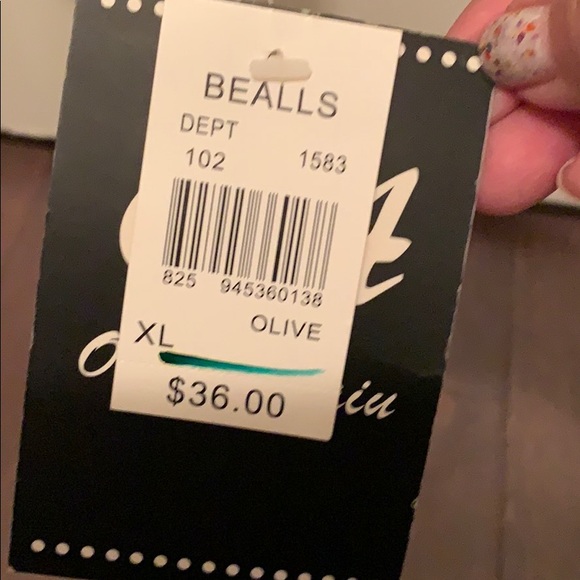 BEALLS
DEPT
102 1583
825 945360138
XL OLIVE
$36.00